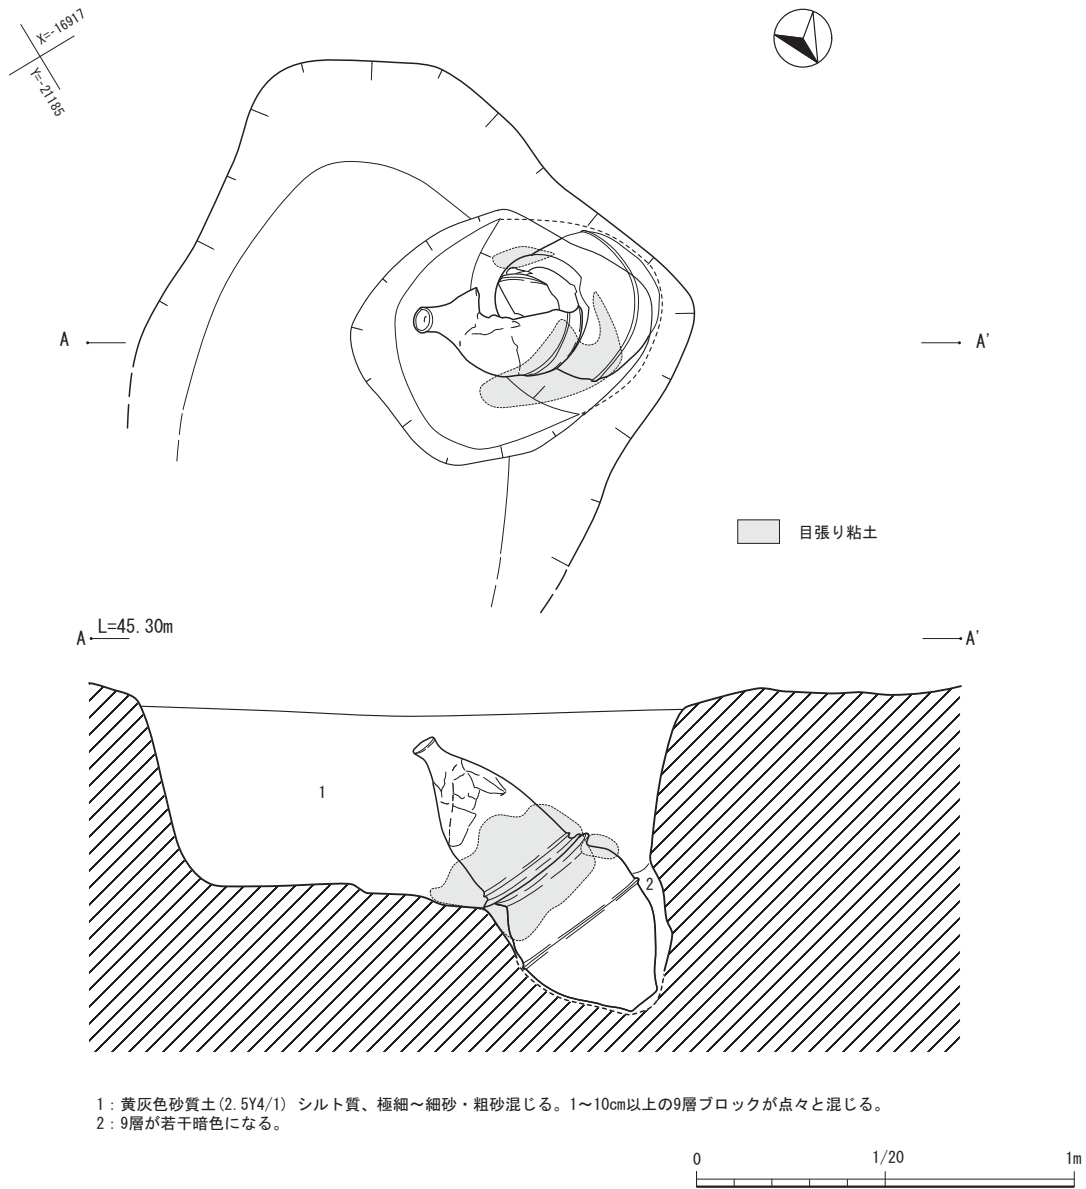 X=-16917
Y=-21185
A
A'
目張り粘土
L=45.30m
A
A'
1
2
1：黄灰色砂質土(2.5Y4/1) シルト質、極細～細砂・粗砂混じる。1～10cm以上の9層ブロックが点々と混じる。
2：9層が若干暗色になる。
0
1/20
1m